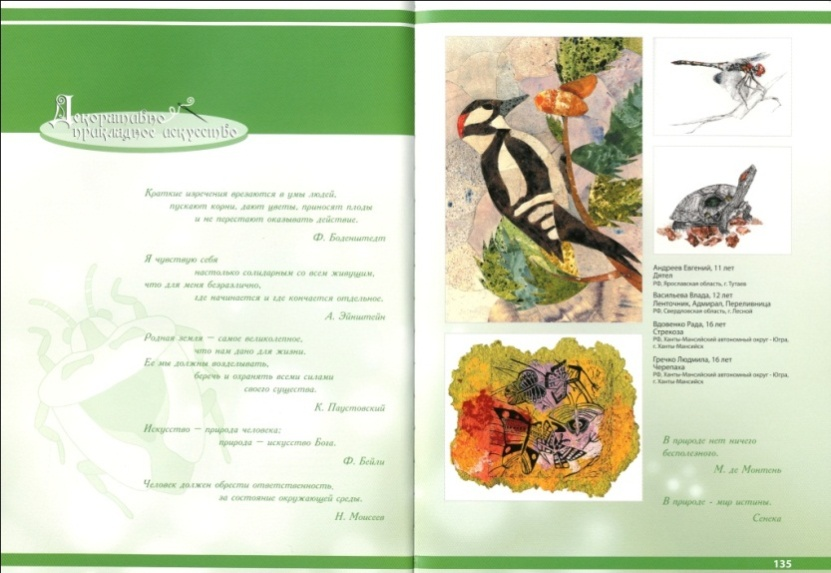 Декоративно
прикладное искусство
Краткие изречения врезаются в умы людей,
пускают корни, дают цветы, приносят плоды
и не перестают оказывать действие.
Ф. Боденштедт
Я чувствую себя
настолько солидарным со всем живущим,
что для меня безразлично,
где начинается и где кончается отдельное.
А. Эйнштейн
Родная земля – самое великолепное,
что нам дано для жизни.
Ее мы должны возделывать,
беречь и охранять всеми силами
своего существа.
К. Паустовский
Искусство – природа человека;
природа – искусство Бога.
Ф. Бейли
Человек должен обрести ответственность,
за состояние окружающей среды.
Н. Моисеев
Андреев Евгений, 11 лет
Дятел
РФ, Ярославская область, г. Тутаев
Васильева Влада, 12 лет
Ленточник, Адмирал, Переливница
РФ, Свердловская область, г. Лесной
Вдовенко Рада, 16 лет
Стрекоза
РФ, Ханты-Мансийский автономный округ - Югра,
г. Ханты-Мансийск
Гречко Людмила, 16 лет
Черепаха
РФ, Ханты-Мансийский автономный округ - Югра,
г. Ханты-Мансийск
В природе нет ничего
бесполезного.
М. де Монтень
В природе - мир истины.
Сенека
135